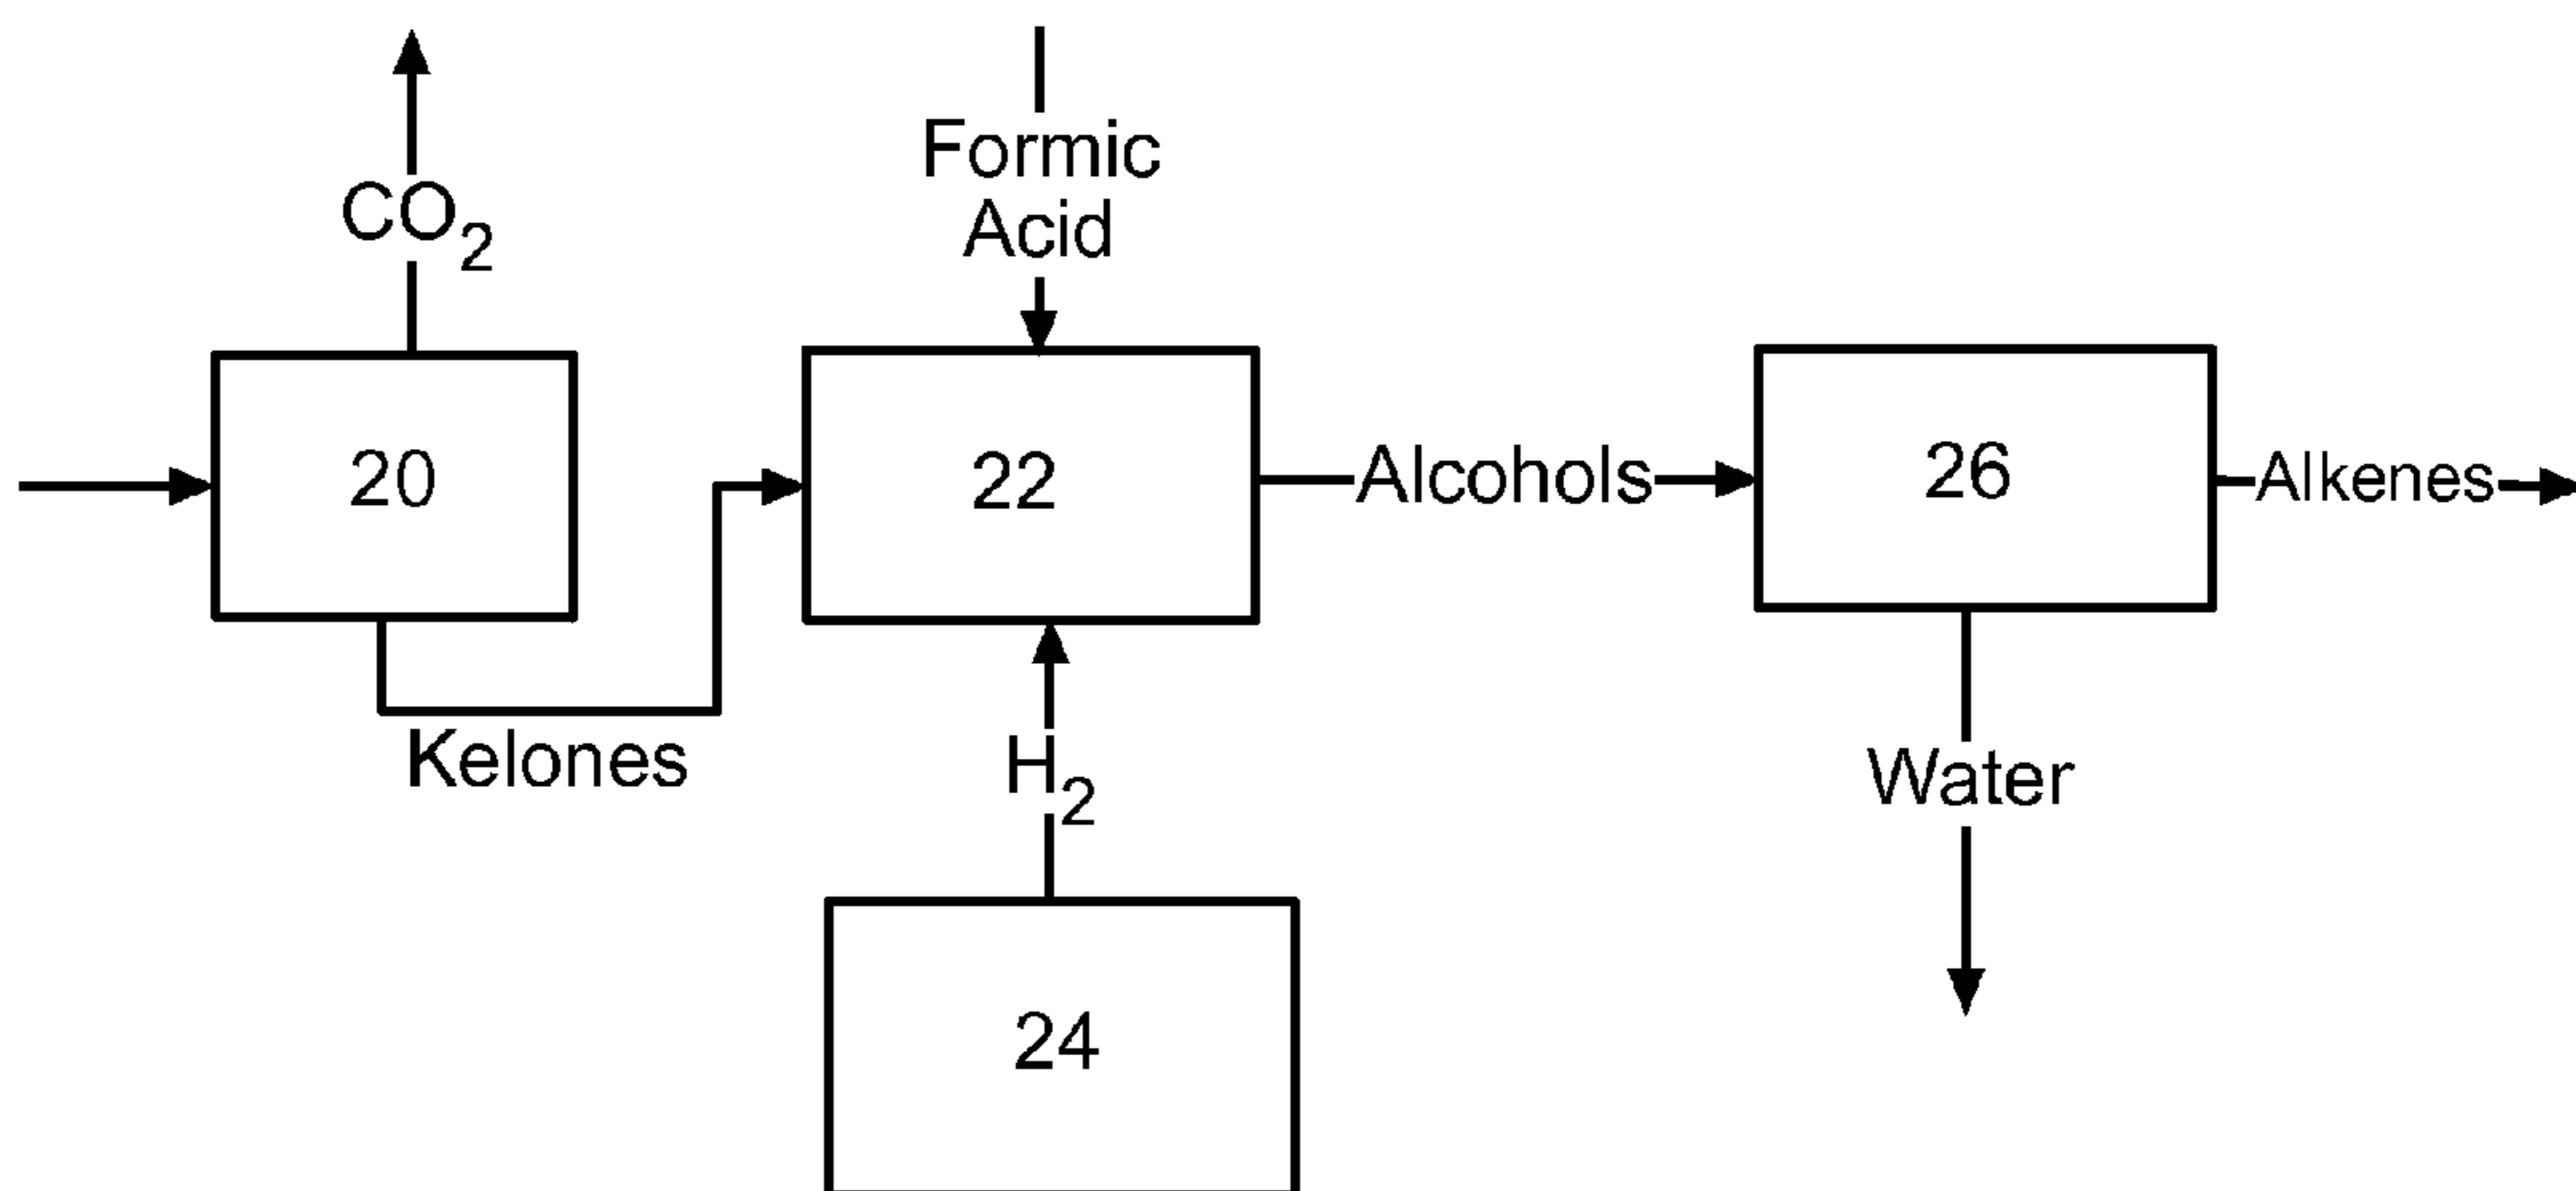 CO2
Formic
Acid
20
22
Alcohols
26
Alkenes
Kelones
H2
Water
24